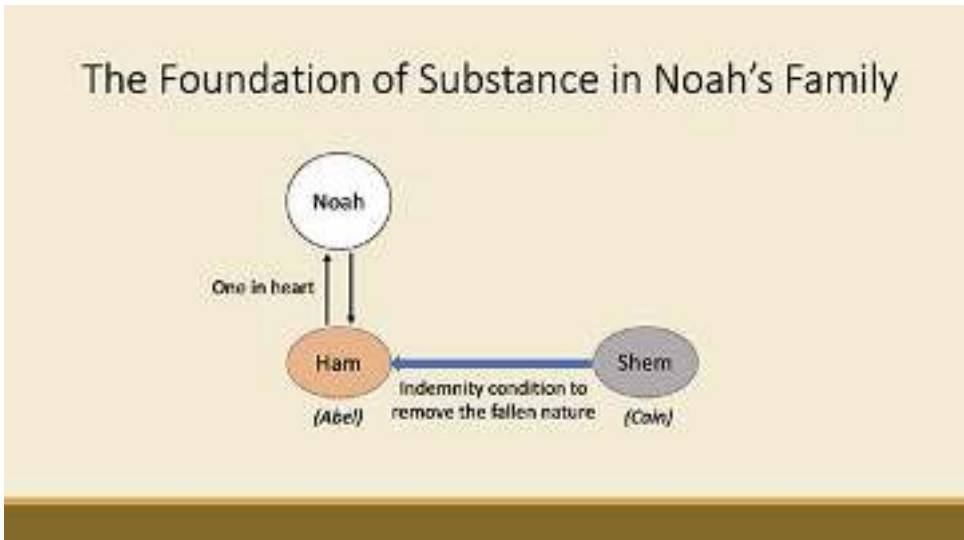 The Foundation of Substance in Noah's Family
Noah
One in heart
Ham
Shem
Indemnity condition to
remove the fallen nature
(Abel)
(Cain)